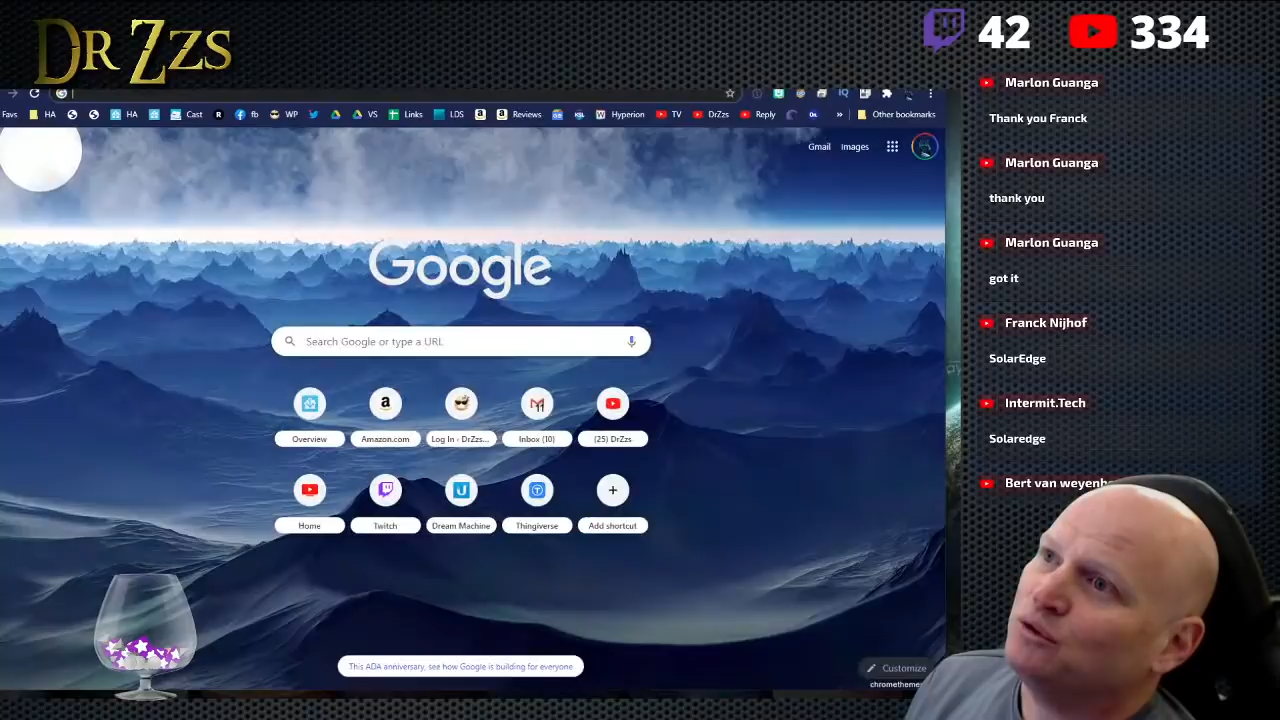 DR ZZS
42
334
Favs HA HA Cast fb WP VS Links LDS Reviews Hyperion TV DrZzs Reply » Other bookmarks
Gmail Images
Google
Search Google or type a URL
Overview
Amazon.com
Log In ‹ DrZzs...
Inbox (10)
(25) DrZzs
Home
Twitch
Dream Machine
Thingiverse
Add shortcut
This ADA anniversary, see how Google is building for everyone
Customize
Marlon Guanga
Thank you Franck
Marlon Guanga
thank you
Marlon Guanga
got it
Franck Nijhof
SolarEdge
Intermit.Tech
Solaredge
Bert van